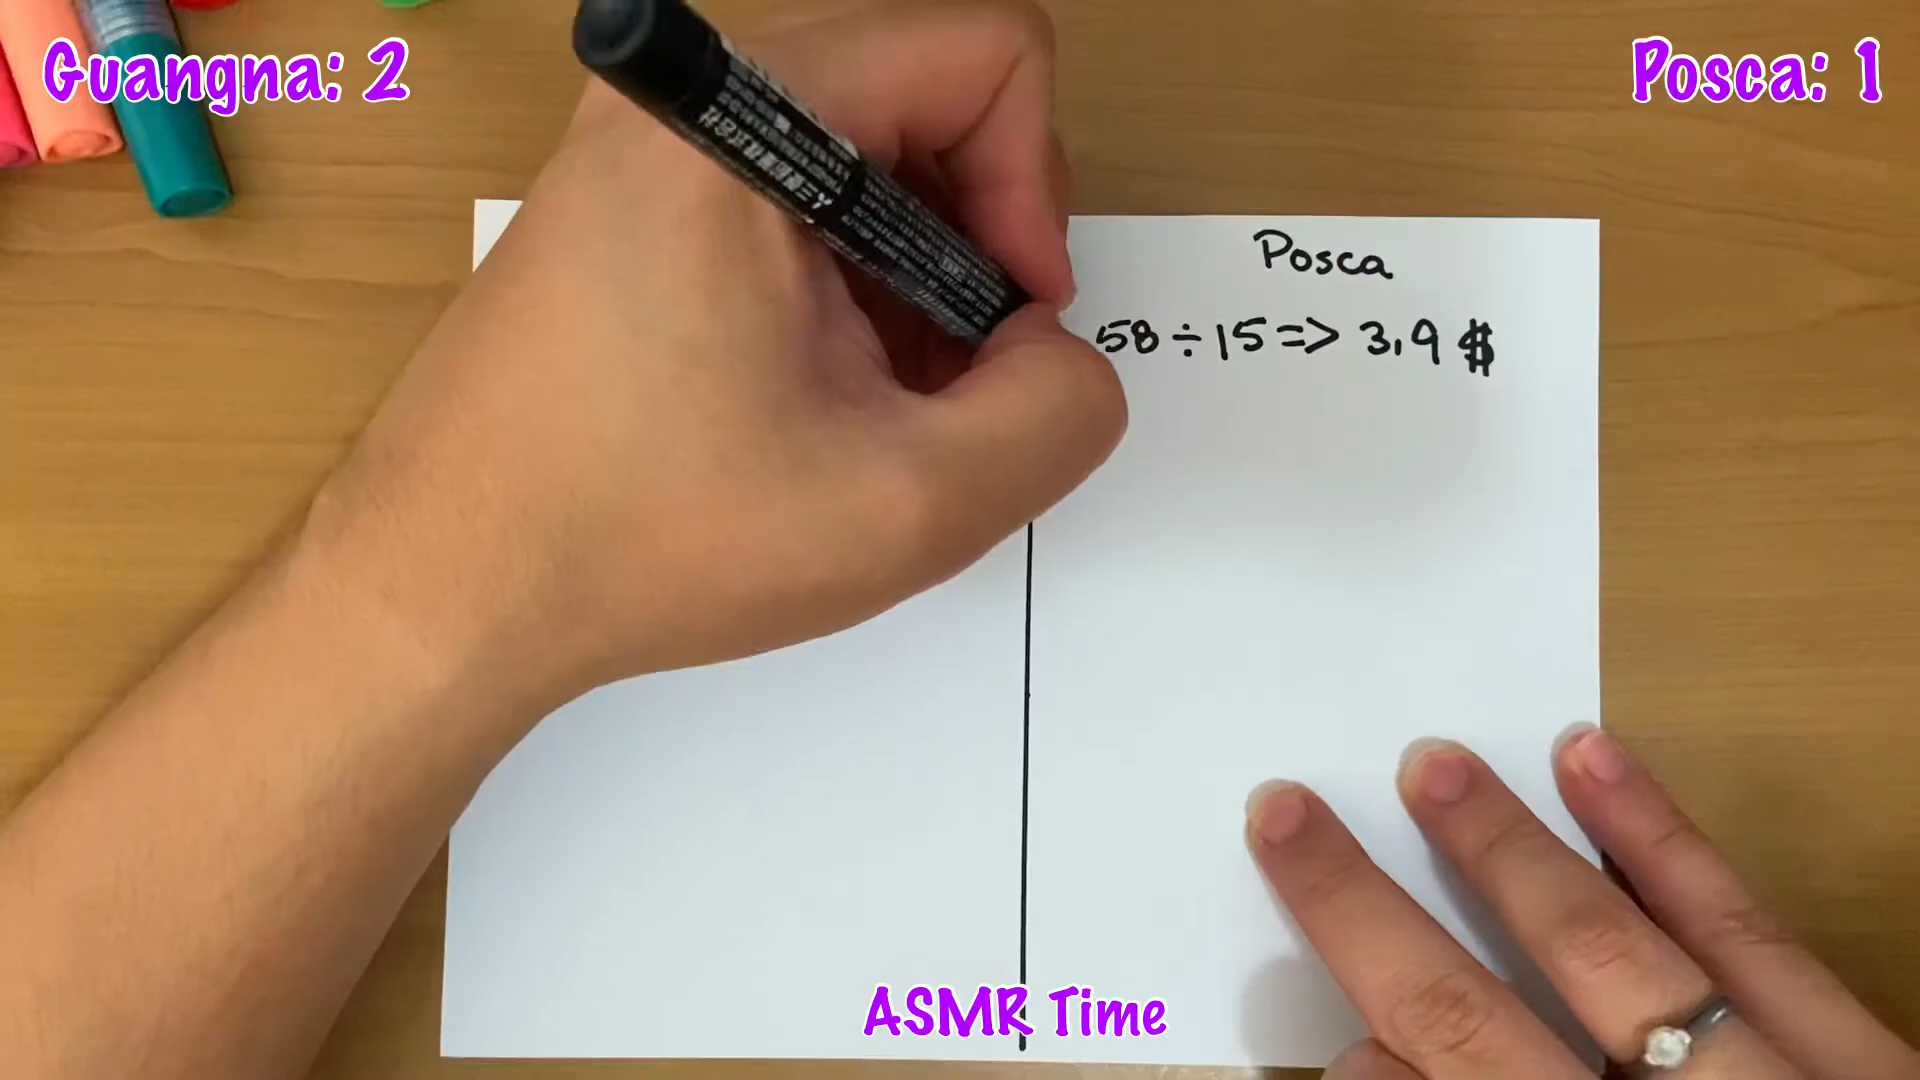 Guangna: 2
Posca: 1
Posca
58 ÷ 15 => 3.9 $
ASMR Time